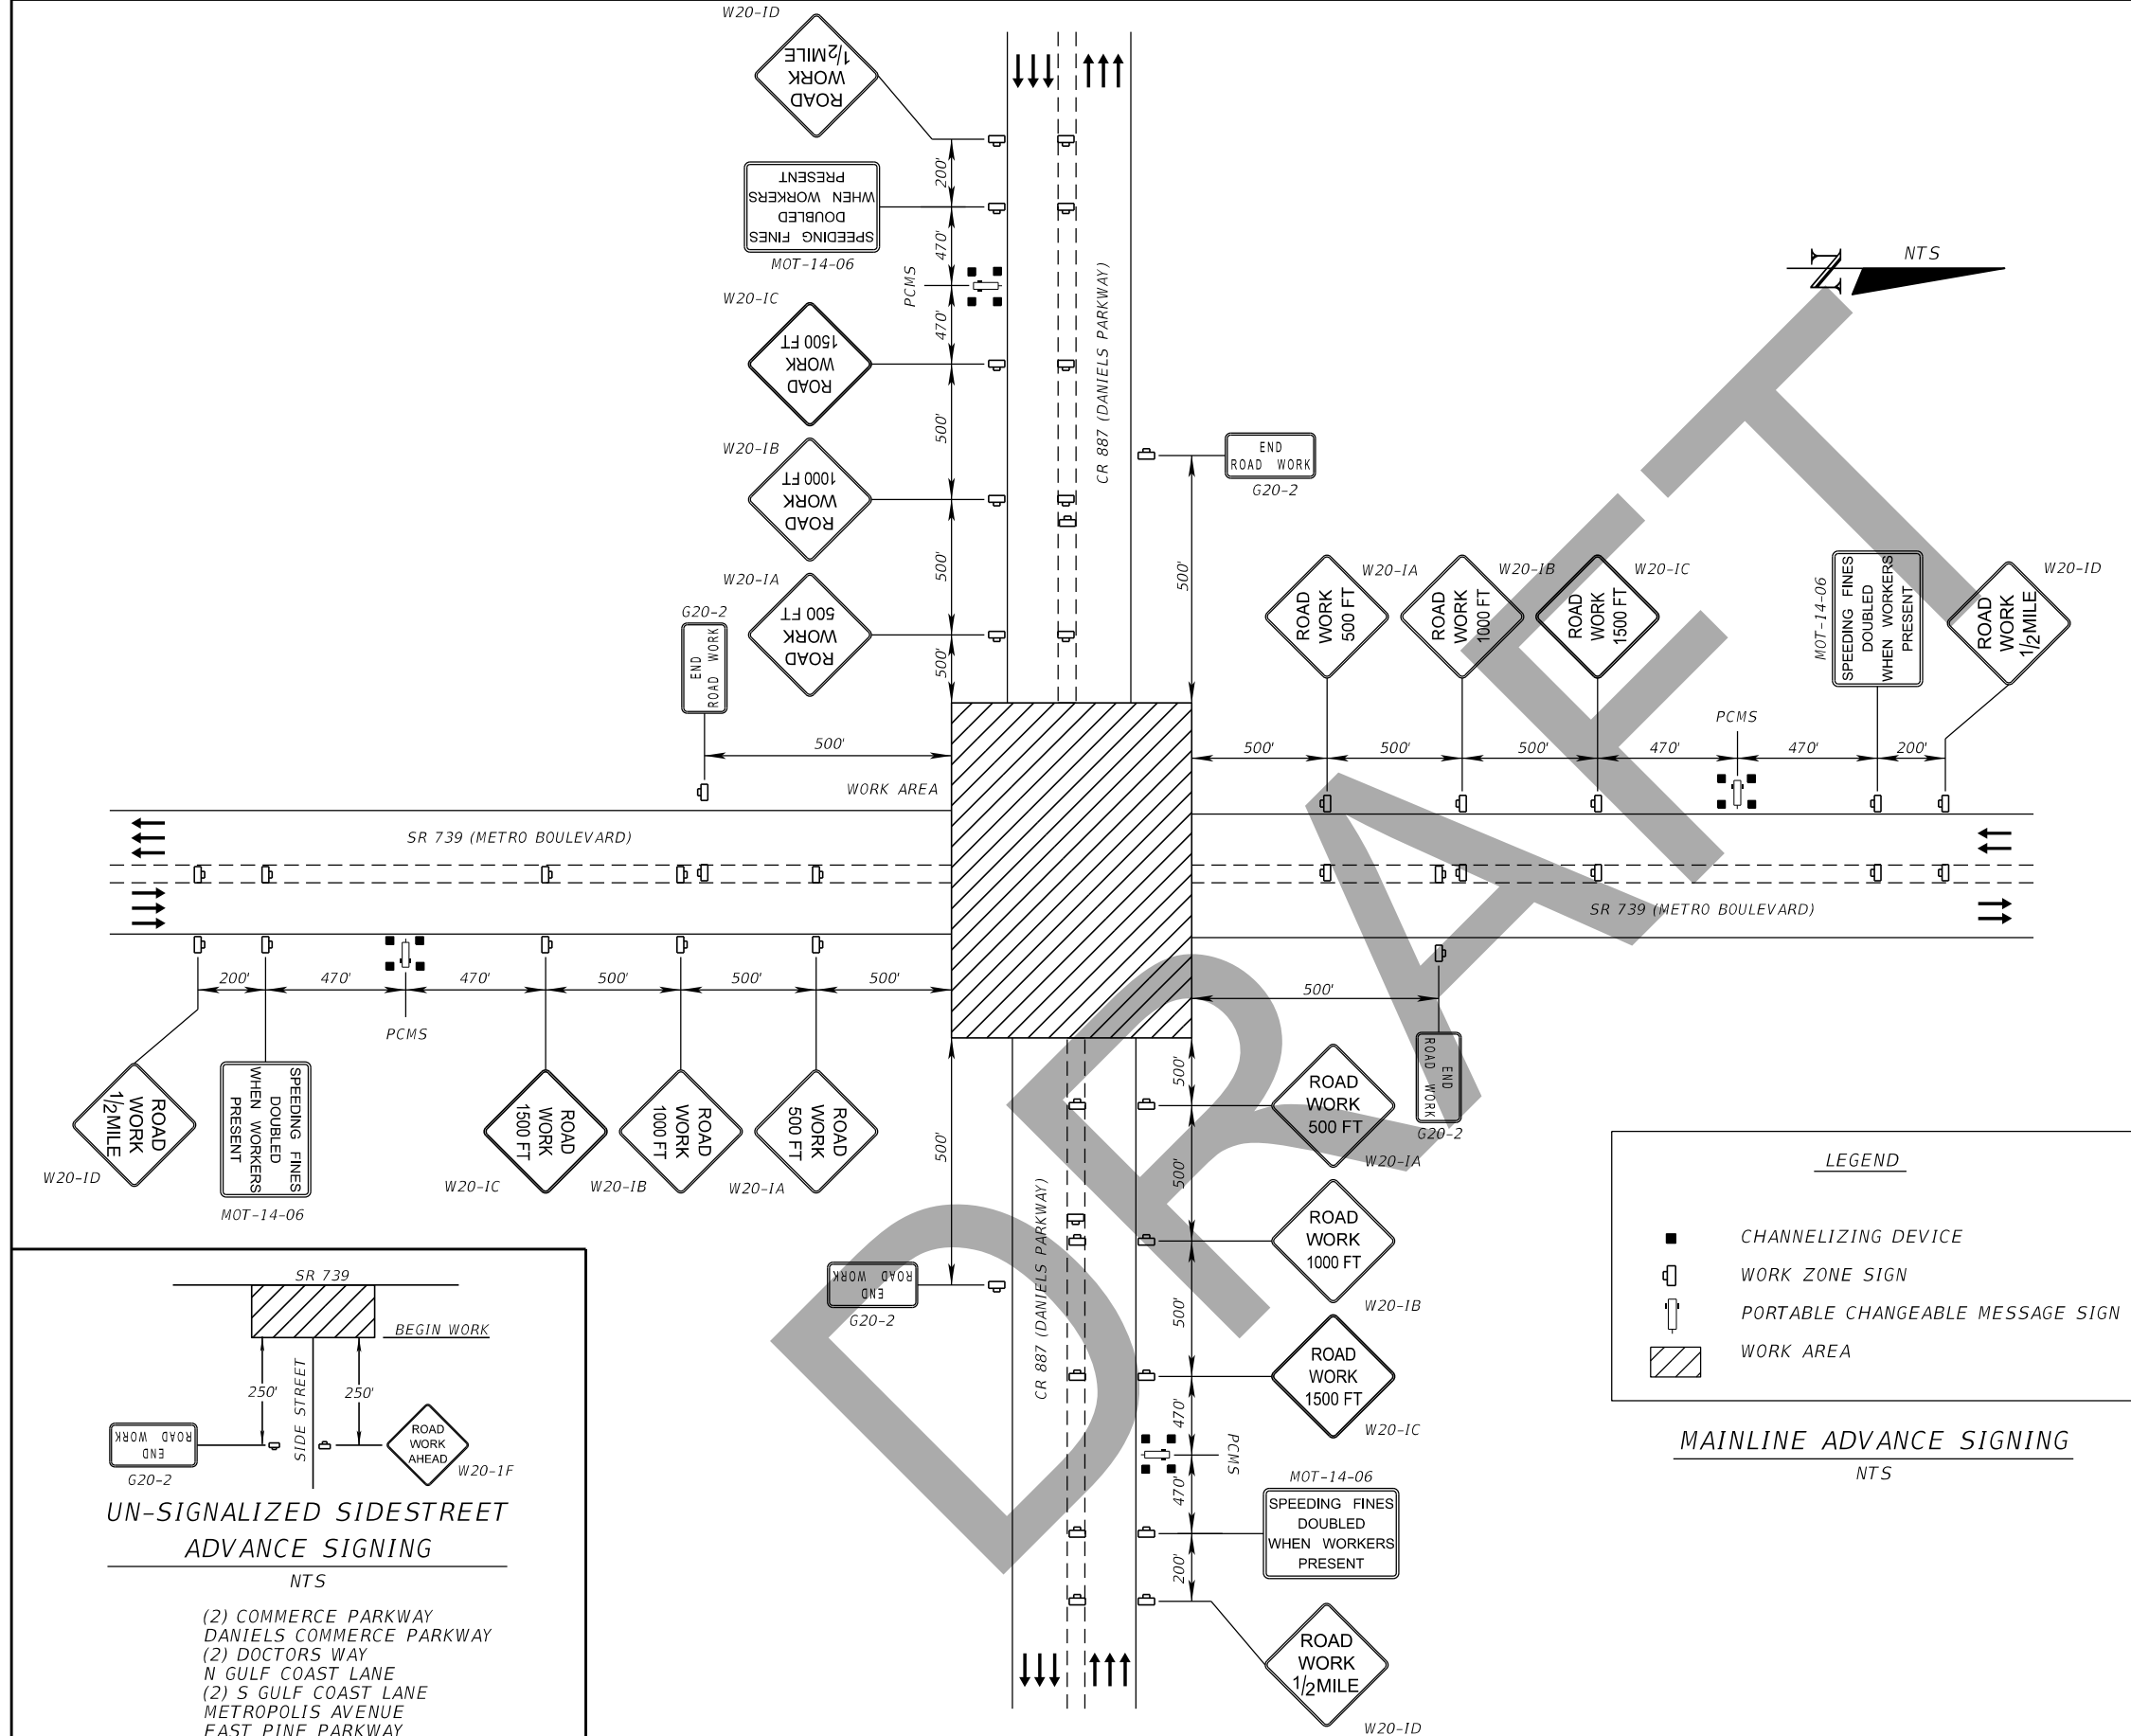 W20-ID
ROAD
WORK
1/2MILE
200'
SPEEDING FINES
DOUBLED
WHEN WORKERS
PRESENT
MOT-14-06
470'
PCMS
470'
W20-IC
ROAD
WORK
1500 FT
500'
W20-IB
ROAD
WORK
1000 FT
500'
W20-IA
ROAD
WORK
500 FT
500'
CR 887 (DANIELS PARKWAY)
END
ROAD WORK
G20-2
500'
N
NTS
G20-2
END
ROAD WORK
500'
WORK AREA
SR 739 (METRO BOULEVARD)
ROAD
WORK
500 FT
W20-IA
ROAD
WORK
1000 FT
W20-IB
ROAD
WORK
1500 FT
W20-IC
MOT-14-06
SPEEDING FINES
DOUBLED
WHEN WORKERS
PRESENT
ROAD
WORK
1/2MILE
W20-ID
PCMS
500'
500'
500'
470'
470'
200'
SR 739 (METRO BOULEVARD)
200'
470'
470'
500'
500'
500'
PCMS
ROAD
WORK
1/2MILE
W20-ID
SPEEDING FINES
DOUBLED
WHEN WORKERS
PRESENT
MOT-14-06
ROAD
WORK
1500 FT
W20-IC
ROAD
WORK
1000 FT
W20-IB
ROAD
WORK
500 FT
W20-IA
500'
END
ROAD WORK
G20-2
500'
END
ROAD WORK
G20-2
CR 887 (DANIELS PARKWAY)
500'
ROAD
WORK
500 FT
W20-IA
500'
ROAD
WORK
1000 FT
W20-IB
500'
ROAD
WORK
1500 FT
W20-IC
470'
PCMS
470'
MOT-14-06
SPEEDING FINES
DOUBLED
WHEN WORKERS
PRESENT
200'
ROAD
WORK
1/2MILE
W20-ID
DRAFT
LEGEND
CHANNELIZING DEVICE
WORK ZONE SIGN
PORTABLE CHANGEABLE MESSAGE SIGN
WORK AREA
MAINLINE ADVANCE SIGNING
NTS
SR 739
BEGIN WORK
250'
SIDE STREET
250'
END
ROAD WORK
G20-2
ROAD
WORK
AHEAD
W20-1F
UN-SIGNALIZED SIDESTREET
ADVANCE SIGNING
NTS
(2) COMMERCE PARKWAY
DANIELS COMMERCE PARKWAY
(2) DOCTORS WAY
N GULF COAST LANE
(2) S GULF COAST LANE
METROPOLIS AVENUE
EAST PINE PARKWAY